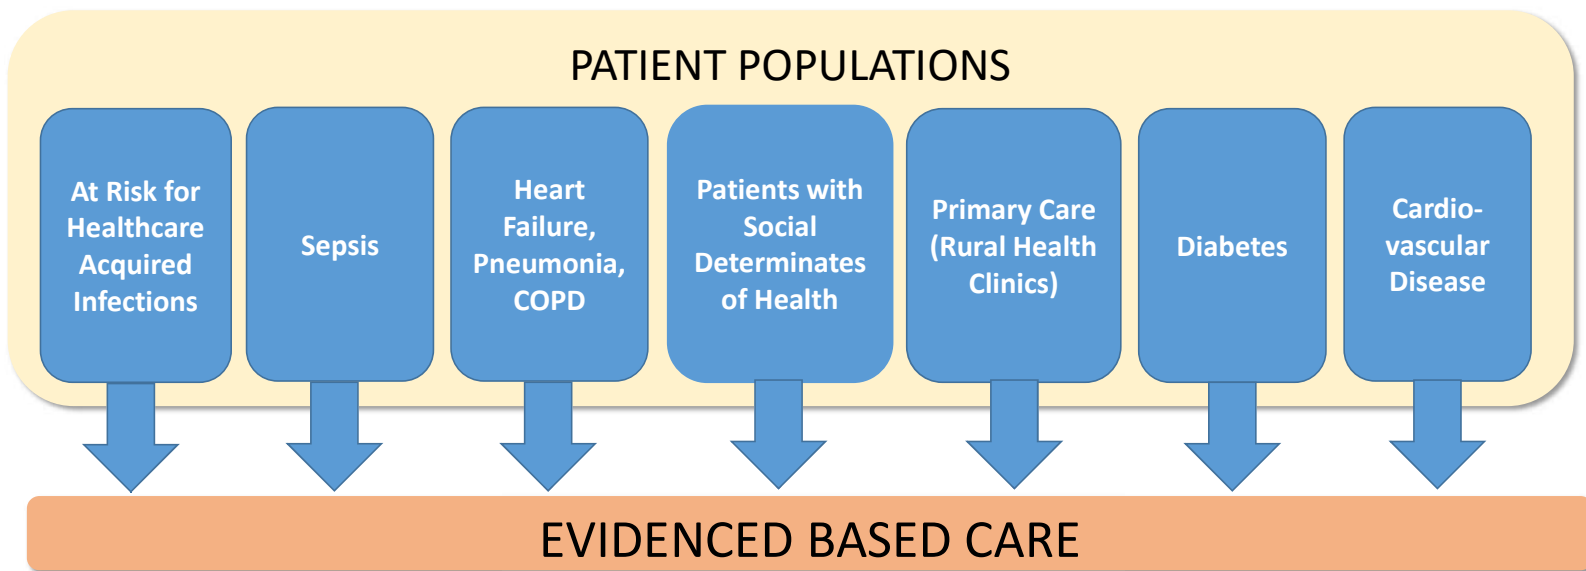 PATIENT POPULATIONS
At Risk for
Healthcare
Acquired
Infections
Sepsis
Heart
Failure,
Pneumonia,
COPD
Patients with
Social
Determinates
of Health
Primary Care
(Rural Health
Clinics)
Diabetes
Cardio-
vascular
Disease
EVIDENCED BASED CARE